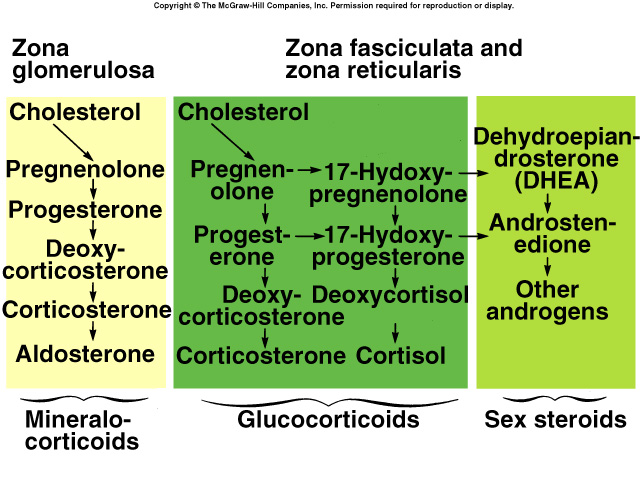 Copyright © The McGraw-Hill Companies, Inc. Permission required for reproduction or display.
Zona
glomerulosa
Zona fasciculata and
zona reticularis
Cholesterol
Pregnenolone
Progesterone
Deoxy-
corticosterone
Corticosterone
Aldosterone
Cholesterol
Pregnen-
olone
Progest-
erone
Deoxy-
corticosterone
Corticosterone
17-Hydoxy-
pregnenolone
17-Hydoxy-
progesterone
Deoxycortisol
Cortisol
Dehydroepian-
drosterone
(DHEA)
Androsten-
edione
Other
androgens
Mineralo-
corticoids
Glucocorticoids
Sex steroids